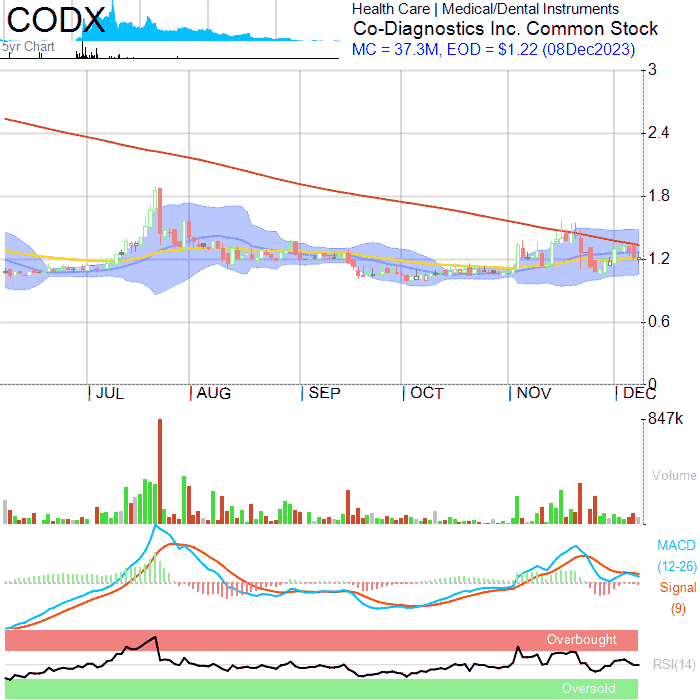 CODX
5yr Chart
Health Care | Medical/Dental Instruments
Co-Diagnostics Inc. Common Stock
MC = 37.3M, EOD = $1.22 (08Dec2023)
3
2.4
1.8
1.2
0.6
0
JUL AUG SEP OCT NOV DEC
847k
Volume
MACD
(12-26)
Signal
(9)
Overbought
RSI(14)
Oversold